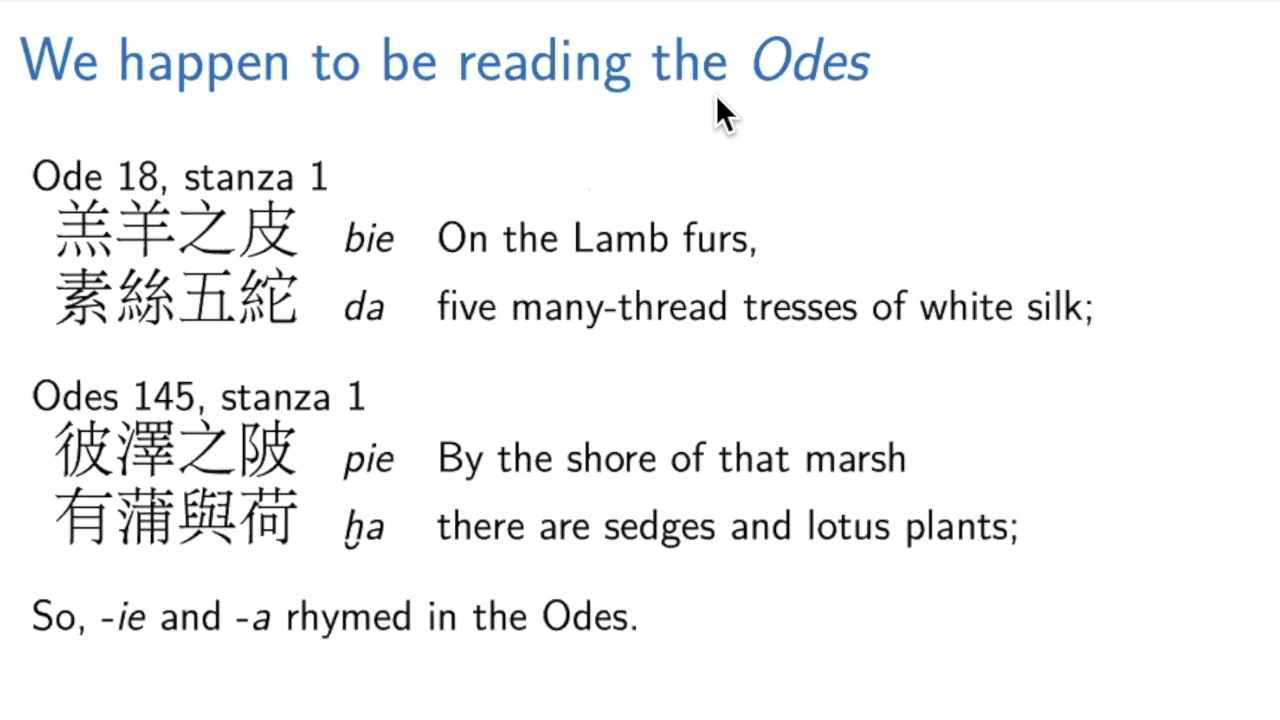 We happen to be reading the Odes
Ode 18, stanza 1
羔羊之皮 bie On the Lamb furs,
素絲五紽 da five many-thread tresses of white silk;
Odes 145, stanza 1
彼澤之陂 pie By the shore of that marsh
有蒲與荷 ḫa there are sedges and lotus plants;
So, -ie and -a rhymed in the Odes.